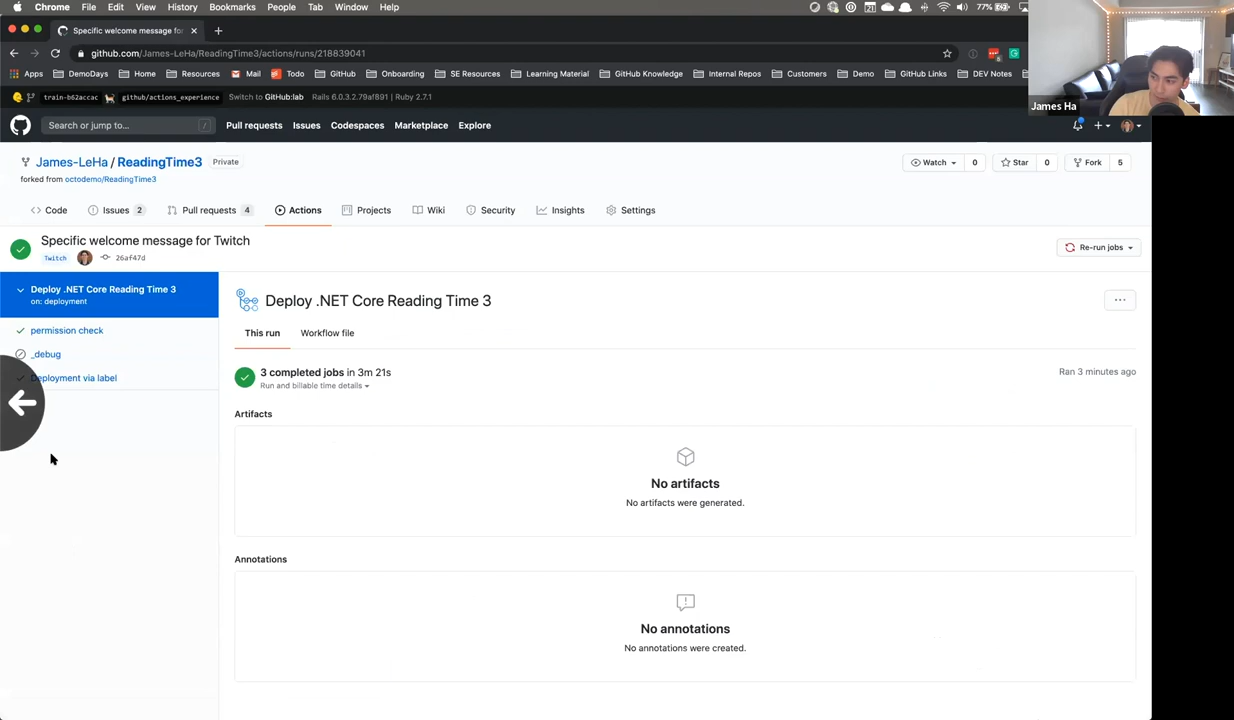 Chrome File Edit View History Bookmarks People Tab Window Help 77%
Specific welcome message for
github.com/James-LeHa/ReadingTime3/actions/runs/218839041
Apps DemoDays Home Resources Mail Todo GitHub Onboarding SE Resources Learning Material GitHub Knowledge Internal Repos Customers Demo GitHub Links DEV Notes
train-b62accac github/actions_experience Switch to GitHub:lab Rails 6.0.3.2.79af891 | Ruby 2.7.1
James Ha
Search or jump to... / Pull requests Issues Codespaces Marketplace Explore
James-LeHa / ReadingTime3 Private Watch 0 Star 0 Fork 5
forked from octodemo/ReadingTime3
Code Issues 2 Pull requests 4 Actions Projects Wiki Security Insights Settings
Specific welcome message for Twitch
Twitch 26af47d
Re-run jobs
Deploy .NET Core Reading Time 3
on: deployment
permission check
_debug
Deployment via label
Deploy .NET Core Reading Time 3
This run Workflow file
3 completed jobs in 3m 21s
Run and billable time details
Ran 3 minutes ago
Artifacts
No artifacts
No artifacts were generated.
Annotations
No annotations
No annotations were created.